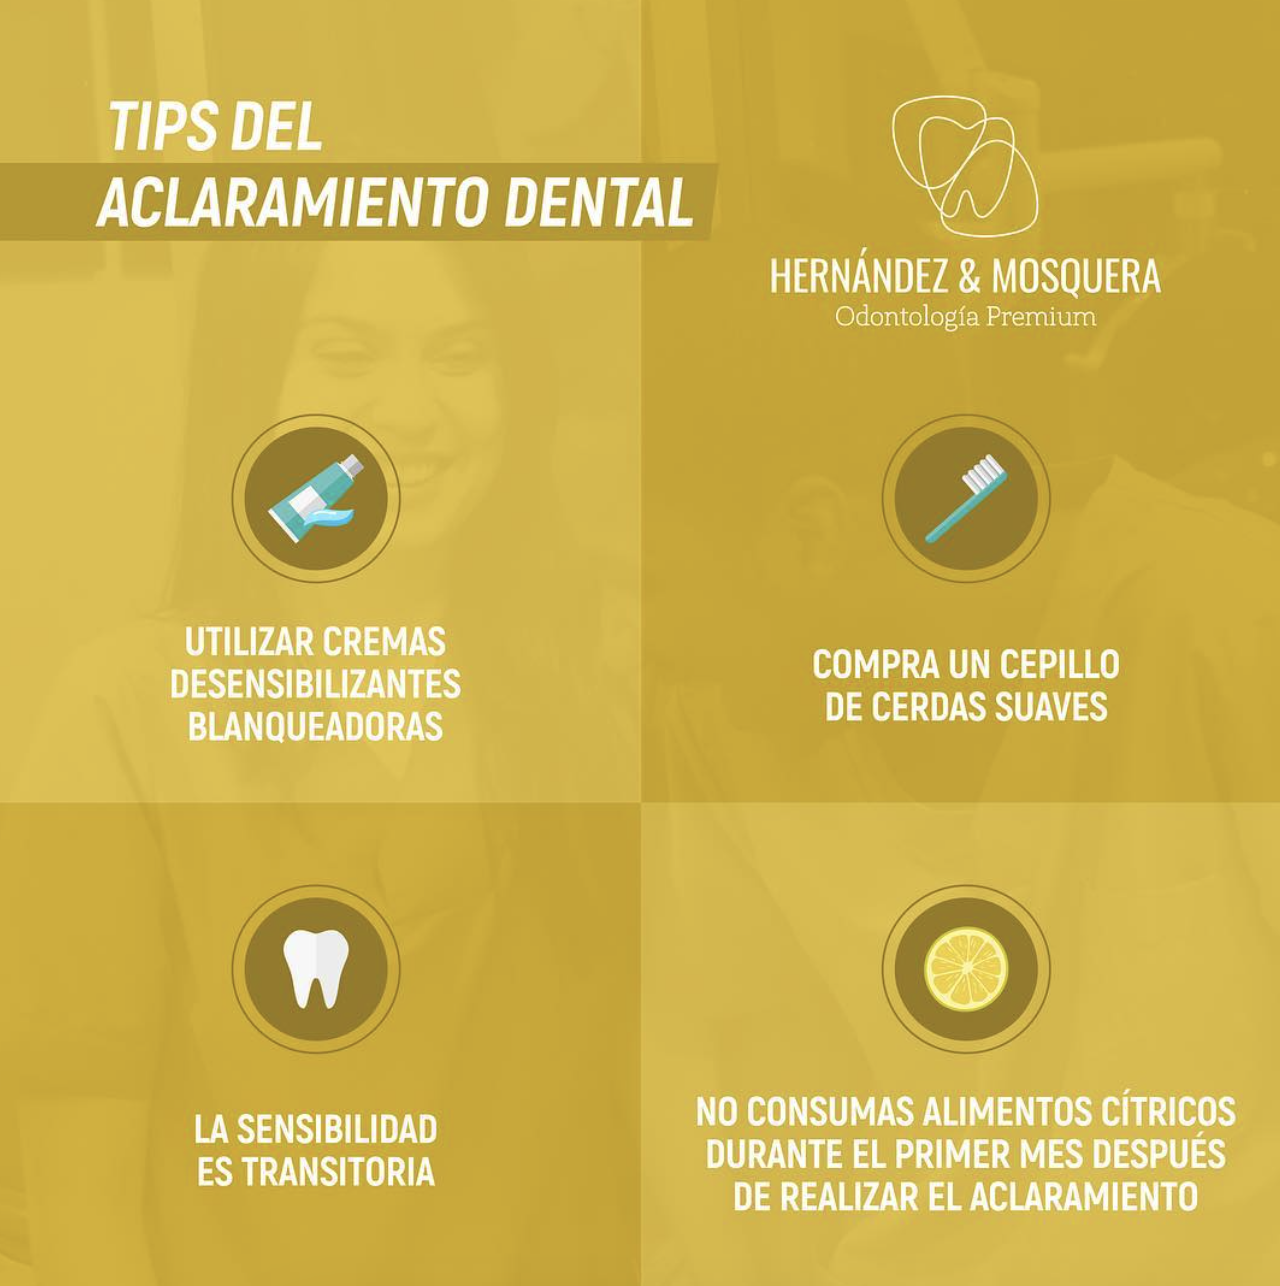 TIPS DEL
ACLARAMIENTO DENTAL
HERNÁNDEZ & MOSQUERA
Odontología Premium
UTILIZAR CREMAS
DESENSIBILIZANTES
BLANQUEADORAS
COMPRA UN CEPILLO
DE CERDAS SUAVES
LA SENSIBILIDAD
ES TRANSITORIA
NO CONSUMAS ALIMENTOS CÍTRICOS
DURANTE EL PRIMER MES DESPUÉS
DE REALIZAR EL ACLARAMIENTO